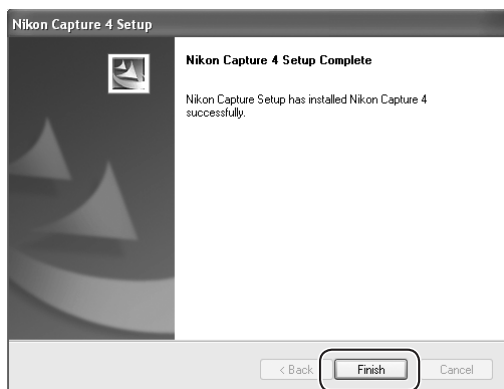 Nikon Capture 4 Setup
Nikon Capture 4 Setup Complete
Nikon Capture Setup has installed Nikon Capture 4
successfully.
< Back
Finish
Cancel